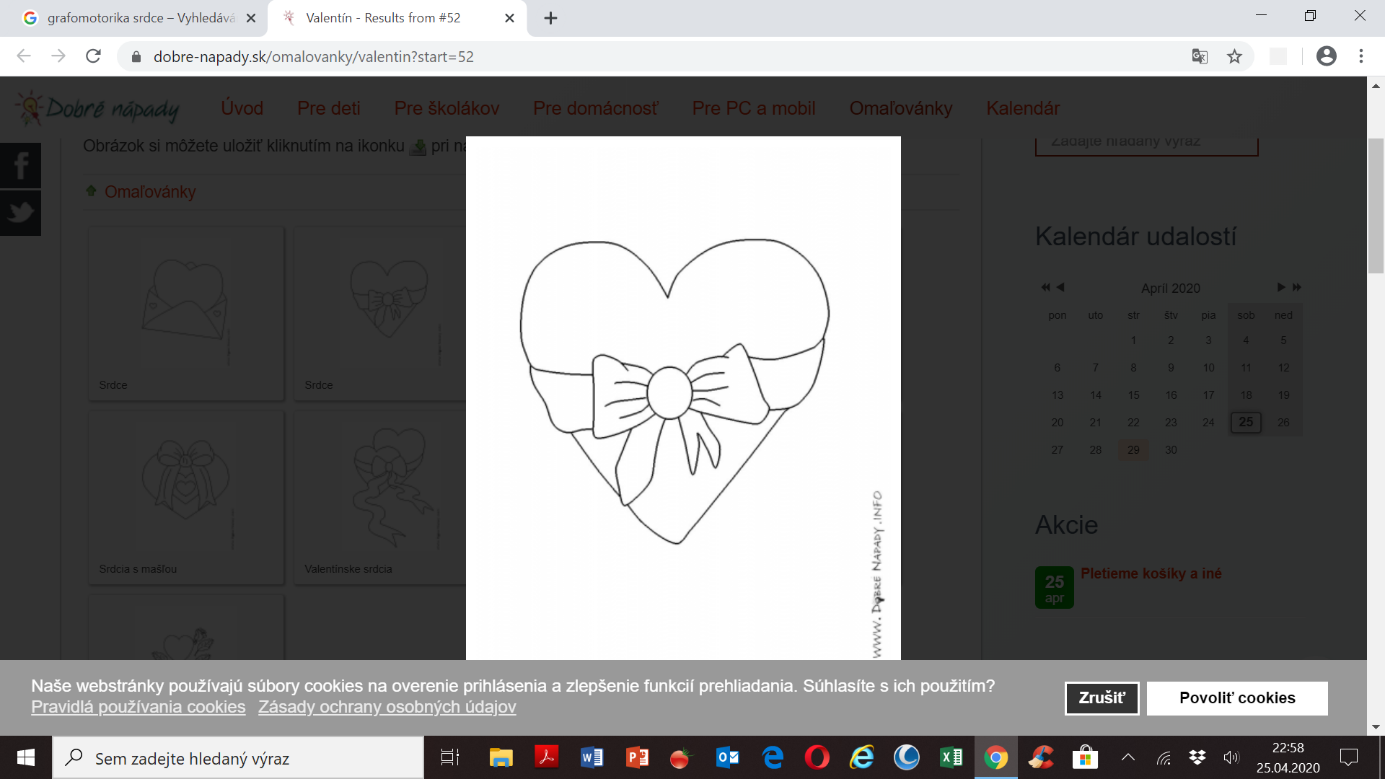 grafomotorika srdce – Vyhledává
Valentín - Results from #52
dobre-napady.sk/omalovanky/valentin?start=52
Dobré nápady
Úvod
Pre deti
Pre školákov
Pre domácnosť
Pre PC a mobil
Omaľovánky
Kalendár
Obrázok si môžete uložiť kliknutím na ikonku pri
Zadajte hľadaný výraz
Omaľovánky
Srdce
Srdce
Srdcia s mašľou
Valentínske srdcia
WWW. DOBRE NAPADY .INFO
Kalendár udalostí
Apríl 2020
pon uto str štv pia sob neď
1 2 3 4 5
6 7 8 9 10 11 12
13 14 15 16 17 18 19
20 21 22 23 24 25 26
27 28 29 30
Akcie
25
apr
Pletieme košíky a iné
Naše webstránky používajú súbory cookies na overenie prihlásenia a zlepšenie funkcií prehliadania. Súhlasíte s ich použitím?
Pravidlá používania cookies Zásady ochrany osobných údajov
Zrušiť
Povoliť cookies
Sem zadejte hledaný výraz
22:58
25.04.2020